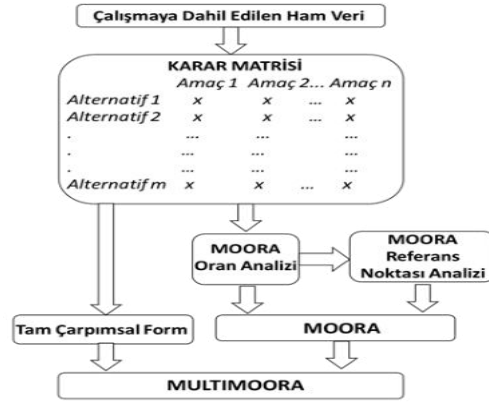 Çalışmaya Dahil Edilen Ham Veri
KARAR MATRİSİ
Amaç 1 Amaç 2... Amaç n
Alternatif 1 x x ... x
Alternatif 2 x x ... x
. ... ... ...
. ... ... ...
. ... ... ...
Alternatif m x x ... x
MOORA
Oran Analizi
MOORA
Referans
Noktası Analizi
Tam Çarpımsal Form
MOORA
MULTIMOORA